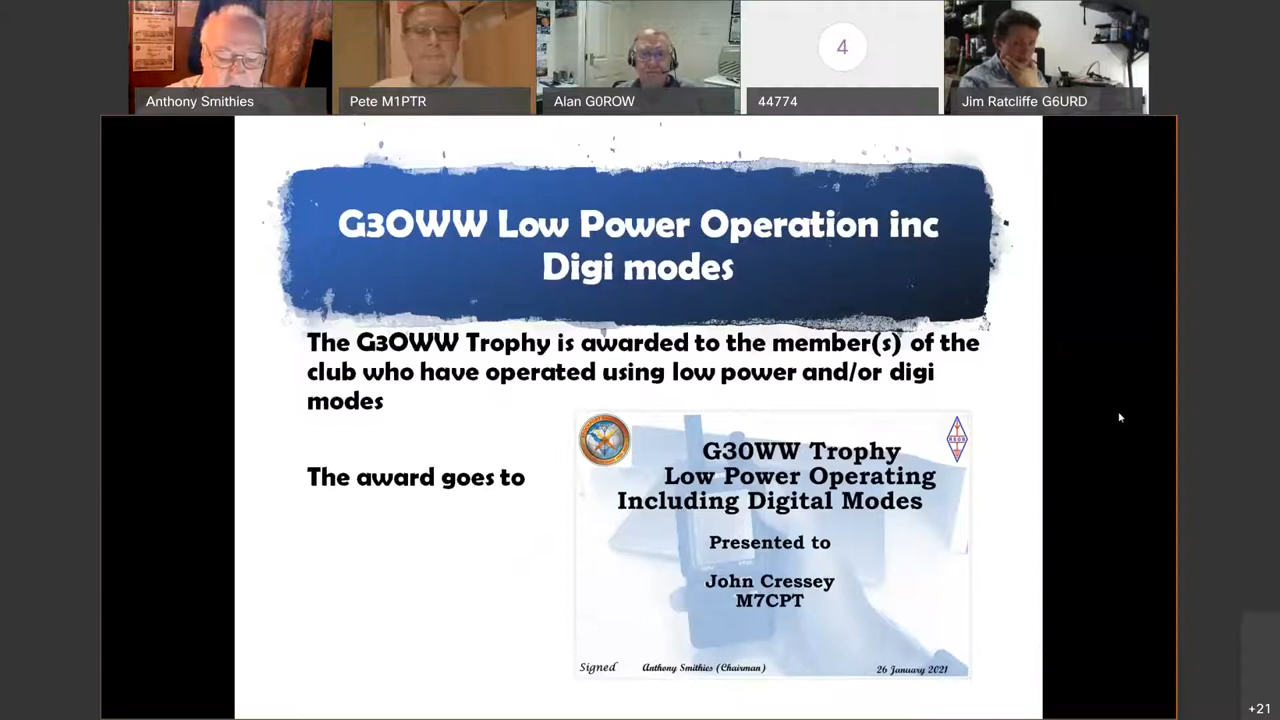 4
Anthony Smithies
Pete M1PTR
Alan G0ROW
44774
Jim Ratcliffe G6URD
G3OWW Low Power Operation inc
Digi modes
The G3OWW Trophy is awarded to the member(s) of the
club who have operated using low power and/or digi
modes
The award goes to
G3OWW Trophy
Low Power Operating
Including Digital Modes
Presented to
John Cressey
M7CPT
Signed Anthony Smithies (Chairman) 26 January 2021
+21